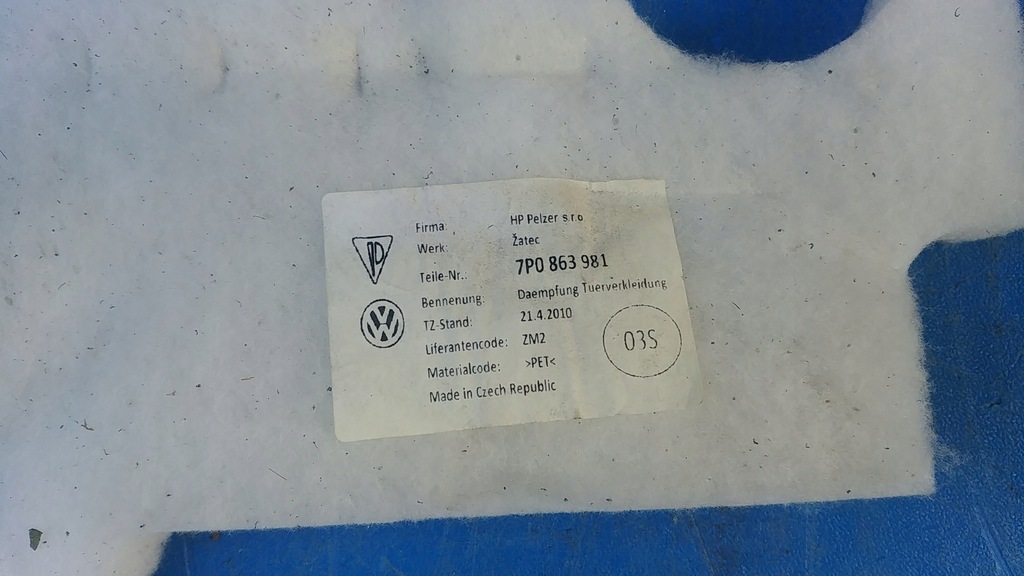 Firma: HP Pelzer s.r.o
Werk: Žatec
Teile-Nr.: 7P0 863 981
Bennenung: Daempfung Tuerverkleidung
TZ-Stand: 21.4.2010
Liferantencode: ZM2
Materialcode: >PET<
Made in Czech Republic
03S